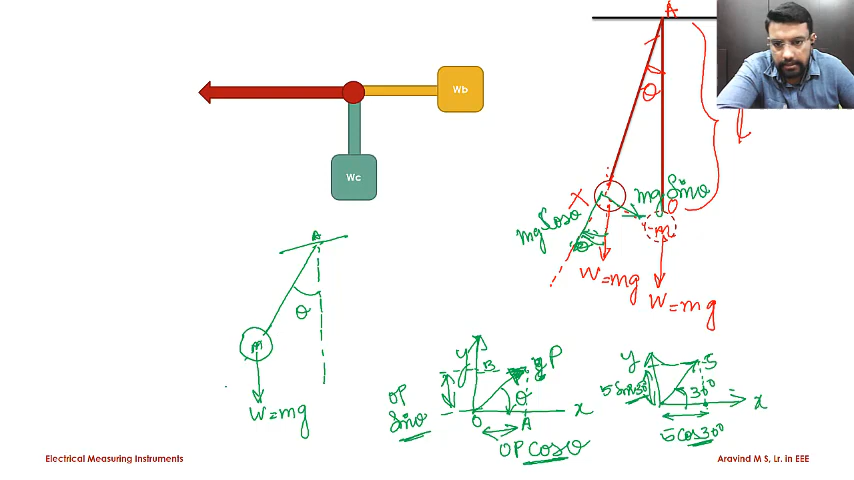 A
θ
l
Wb
Wc
X
O
mg Sinθ
mg Cosθ
θ
m
W=mg
W=mg
A
θ
m
W=mg
y
B
P
OP
Sinθ
θ
O
A
x
OP Cosθ
y
5
5 Sin30°
30°
x
5 Cos30°
Electrical Measuring Instruments
Aravind M S, Lr. in EEE